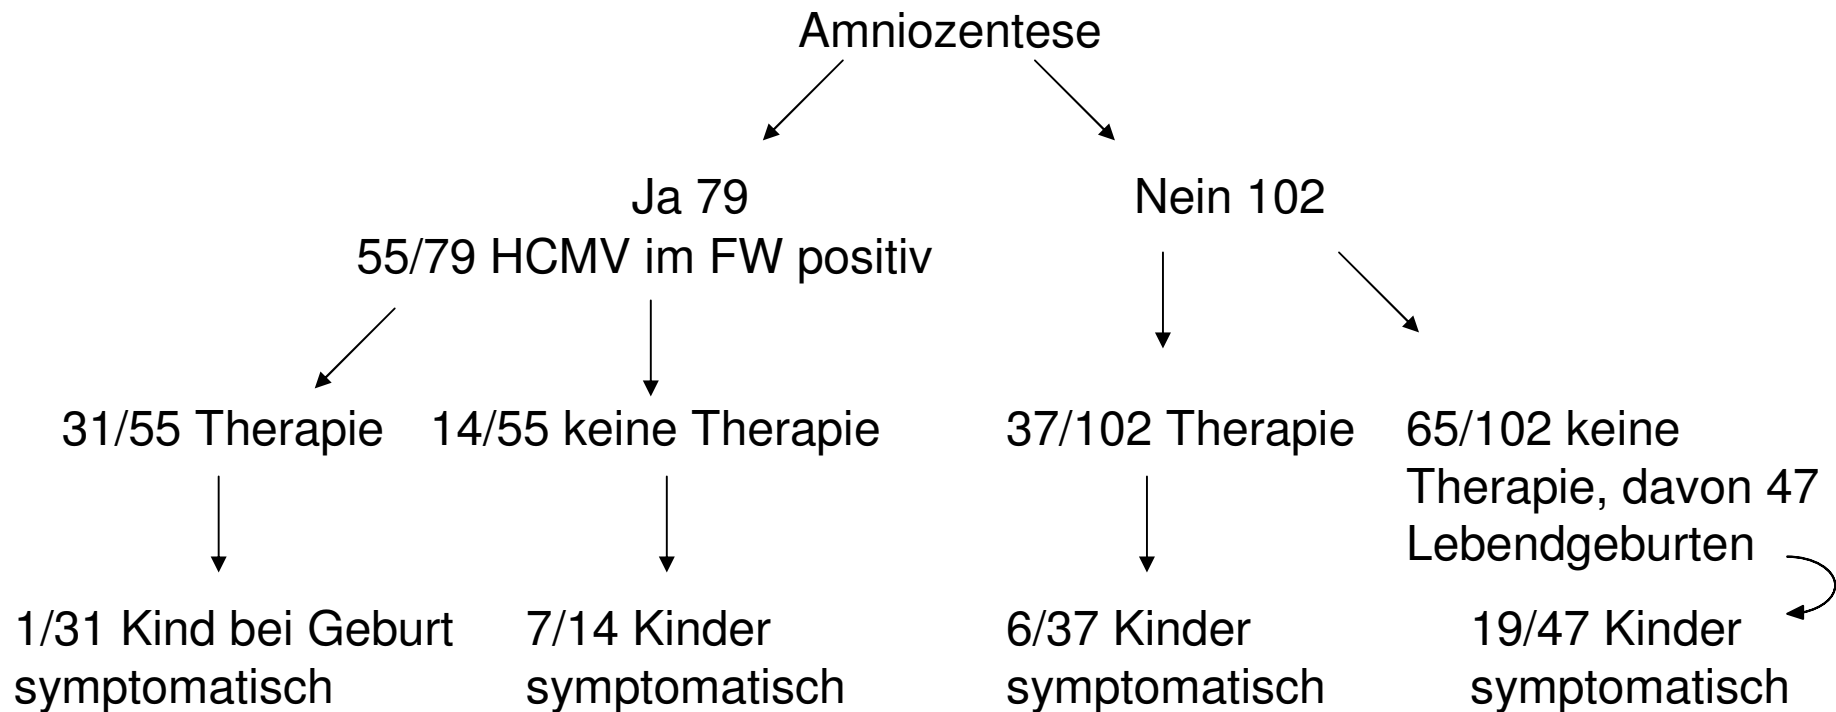 Amniozentese
Ja 79
55/79 HCMV im FW positiv
Nein 102
31/55 Therapie
14/55 keine Therapie
37/102 Therapie
65/102 keine
Therapie, davon 47
Lebendgeburten
1/31 Kind bei Geburt
symptomatisch
7/14 Kinder
symptomatisch
6/37 Kinder
symptomatisch
19/47 Kinder
symptomatisch